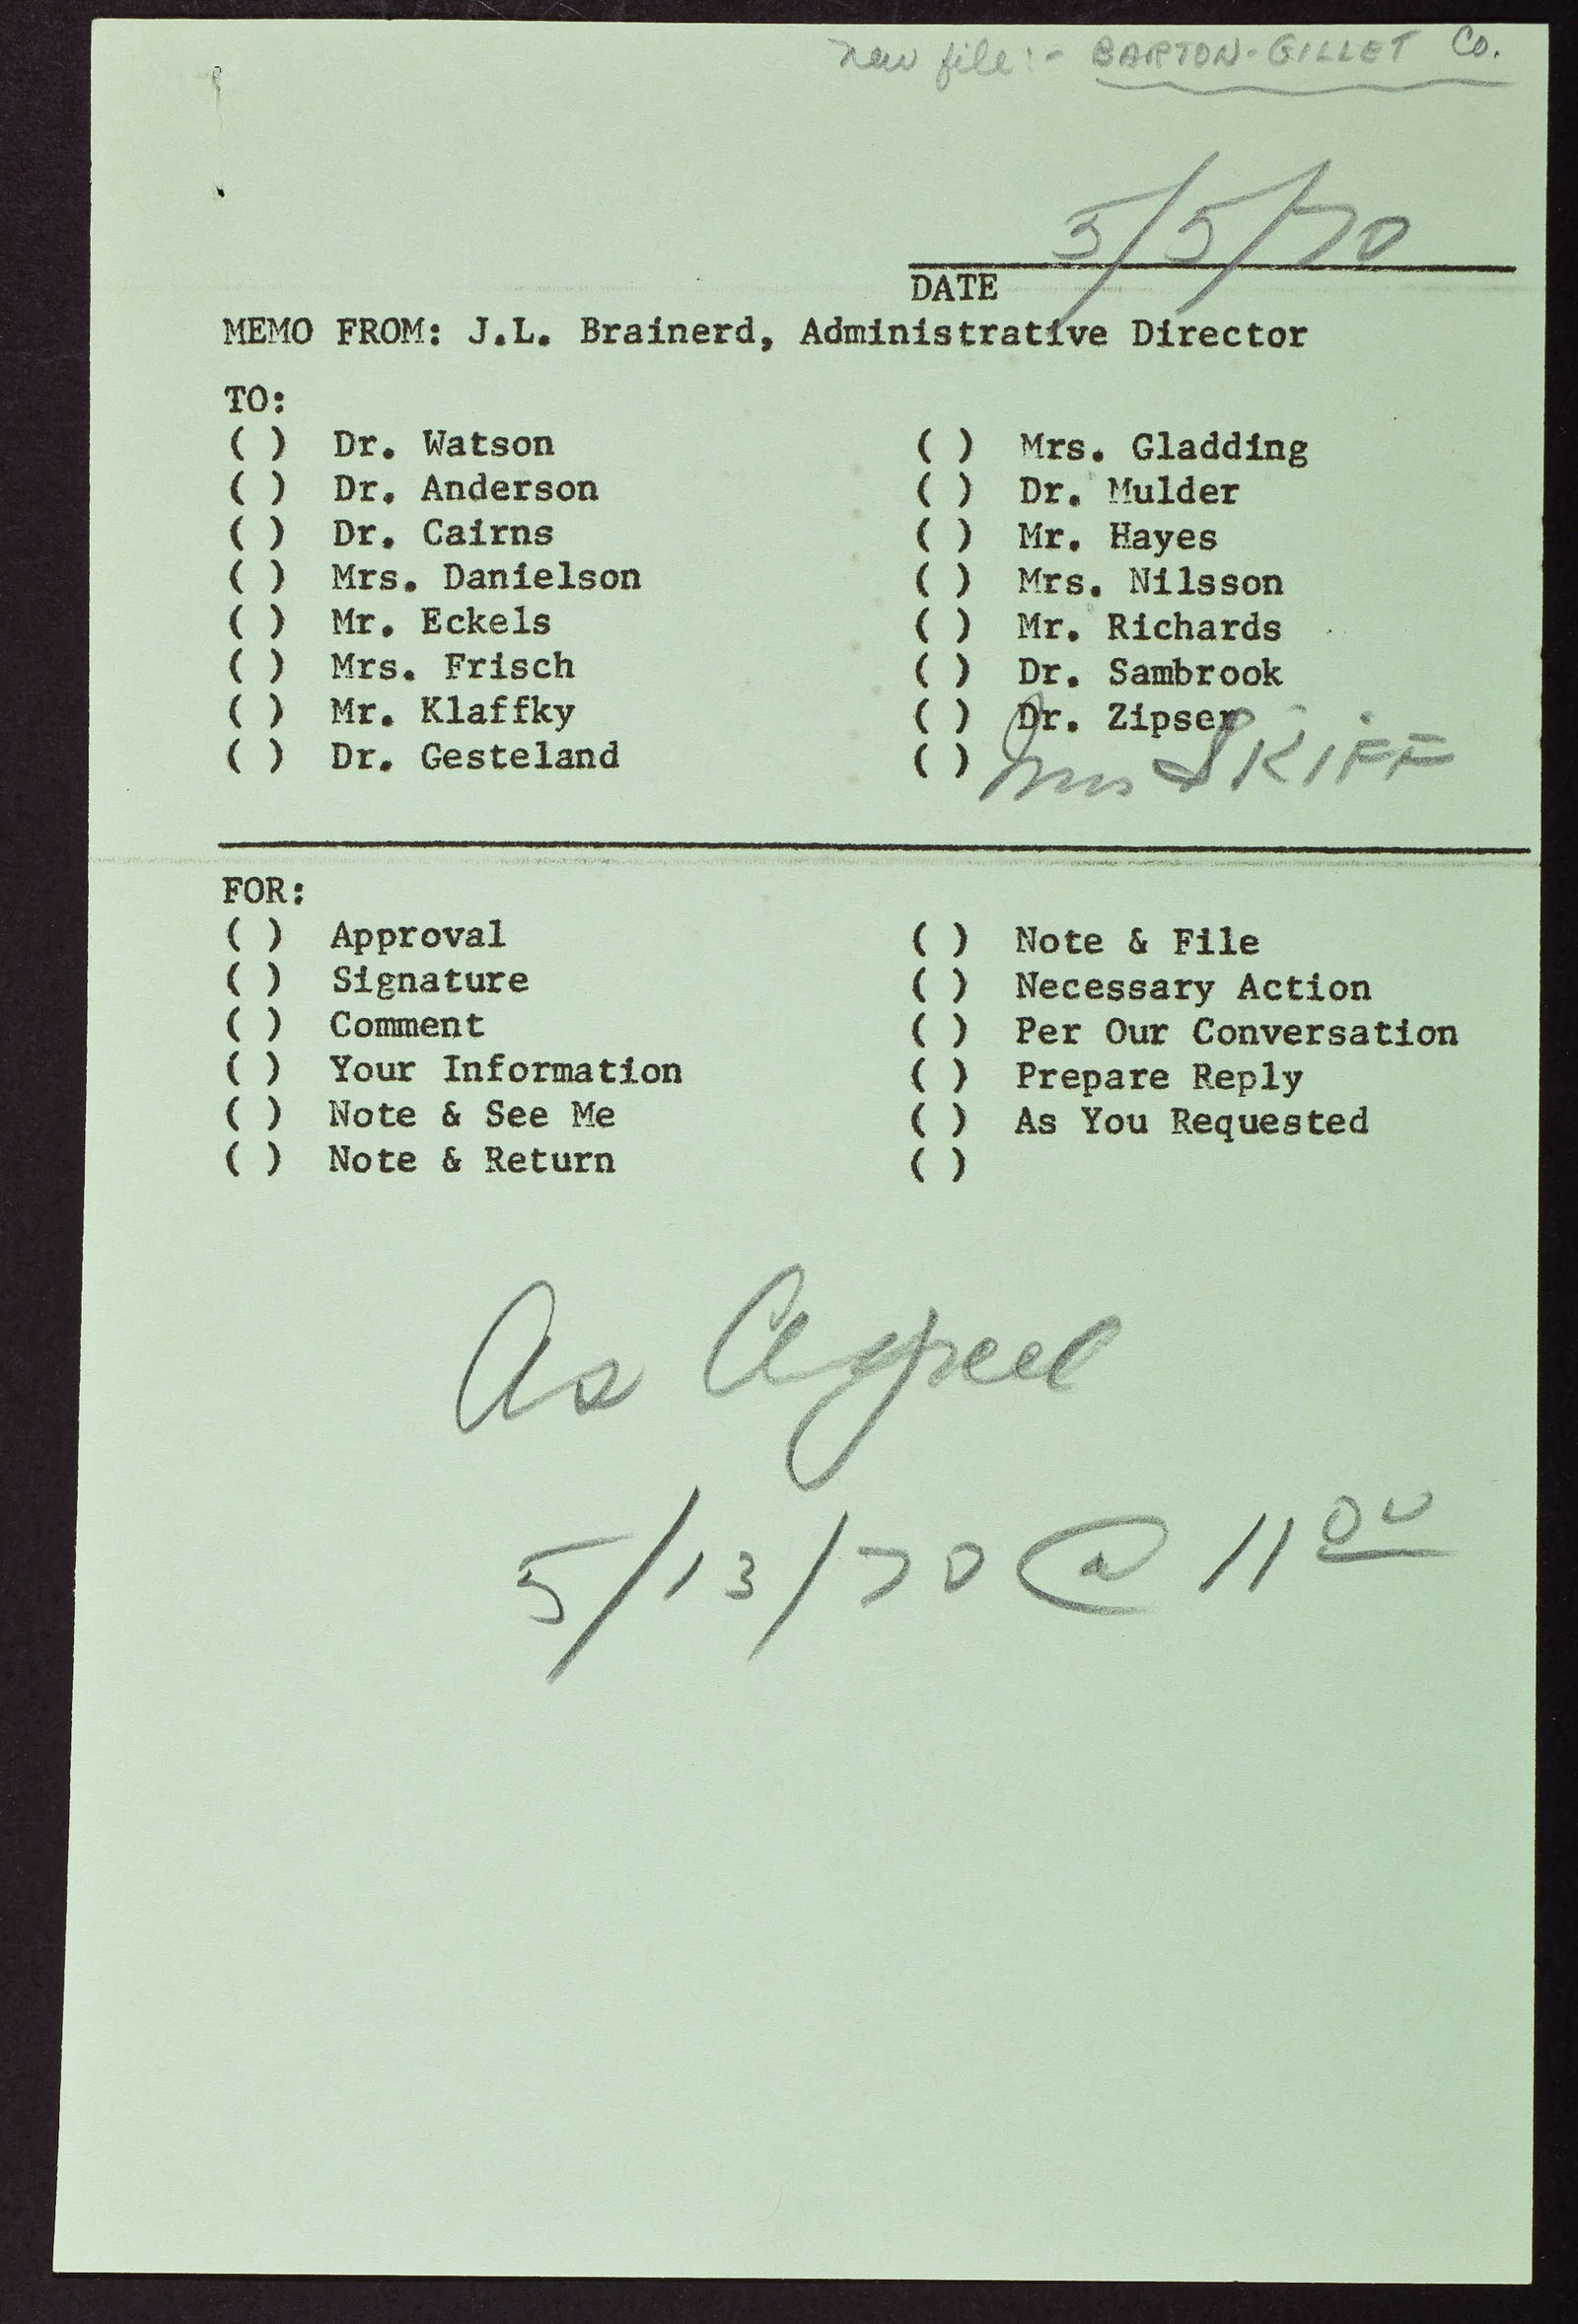 new file:- BARTON-GILLET Co.
5/5/70
DATE
MEMO FROM: J.L. Brainerd, Administrative Director
TO:
( ) Dr. Watson ( ) Mrs. Gladding
( ) Dr. Anderson ( ) Dr. Mulder
( ) Dr. Cairns ( ) Mr. Hayes
( ) Mrs. Danielson ( ) Mrs. Nilsson
( ) Mr. Eckels ( ) Mr. Richards
( ) Mrs. Frisch ( ) Dr. Sambrook
( ) Mr. Klaffky ( ) Dr. Zipser
( ) Dr. Gesteland ( ) Mrs SKiFF
FOR:
( ) Approval ( ) Note & File
( ) Signature ( ) Necessary Action
( ) Comment ( ) Per Our Conversation
( ) Your Information ( ) Prepare Reply
( ) Note & See Me ( ) As You Requested
( ) Note & Return ( )
As Agreed
5/13/70 @ 11 00